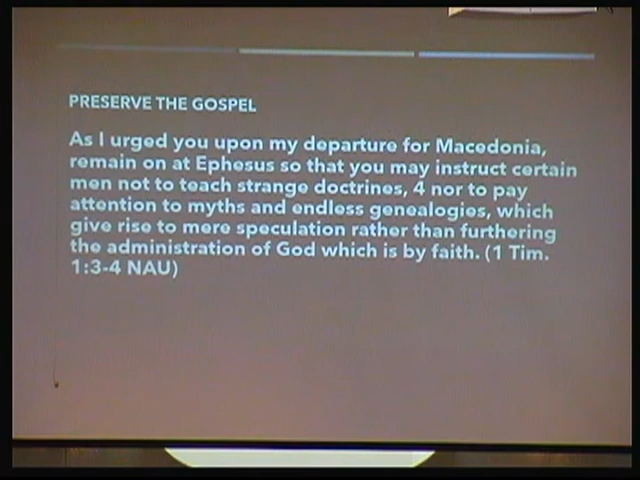 PRESERVE THE GOSPEL
As I urged you upon my departure for Macedonia,
remain on at Ephesus so that you may instruct certain
men not to teach strange doctrines, 4 nor to pay
attention to myths and endless genealogies, which
give rise to mere speculation rather than furthering
the administration of God which is by faith. (1 Tim.
1:3-4 NAU)